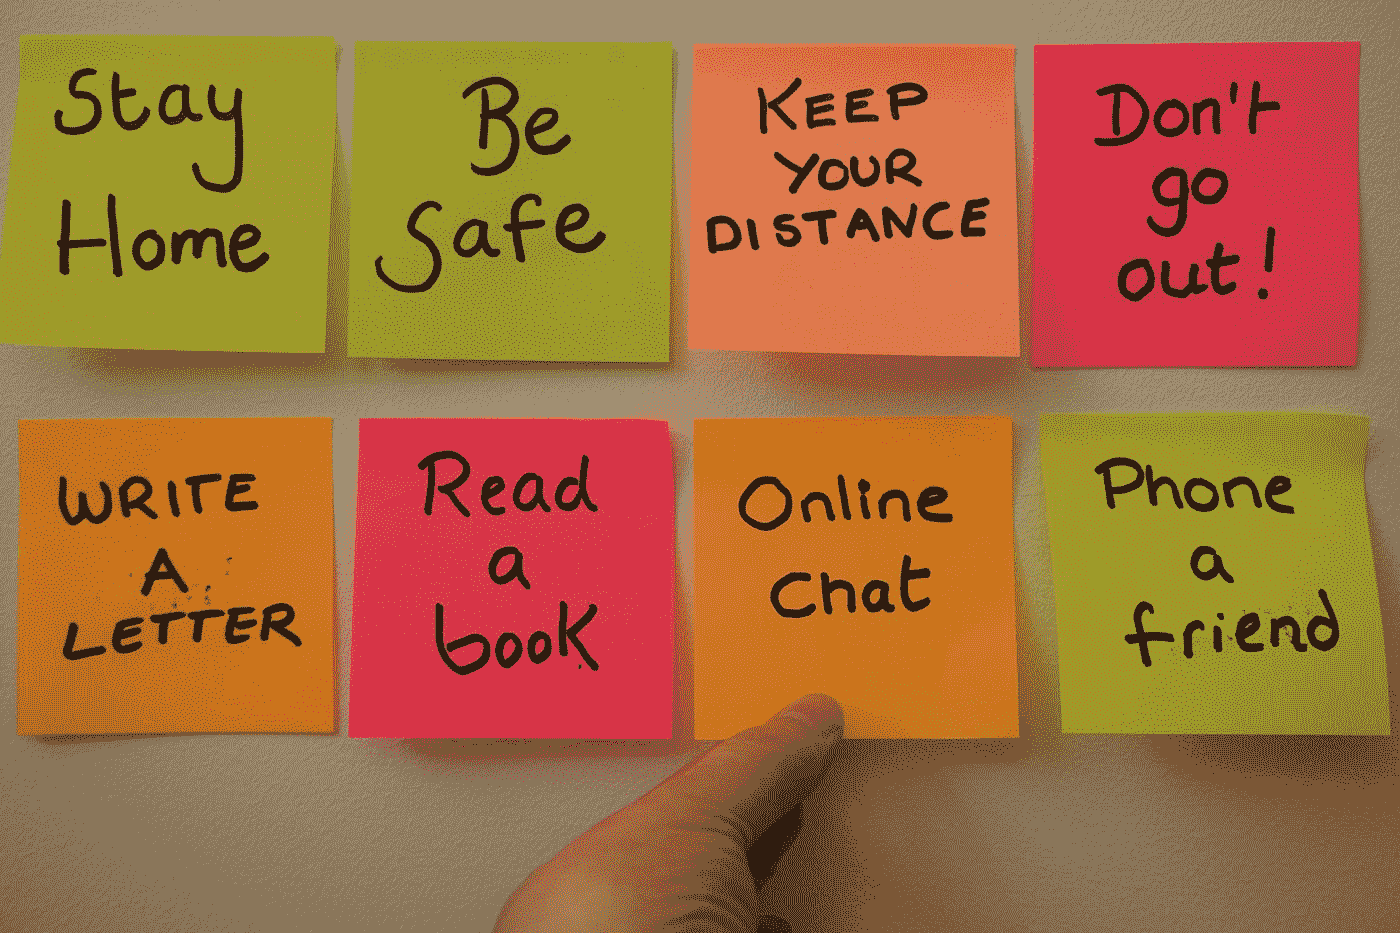 Stay
Home
Be
Safe
KEEP
YOUR
DISTANCE
Don't
go
out!
WRITE
A
LETTER
Read
a
book
Online
chat
Phone
a
friend